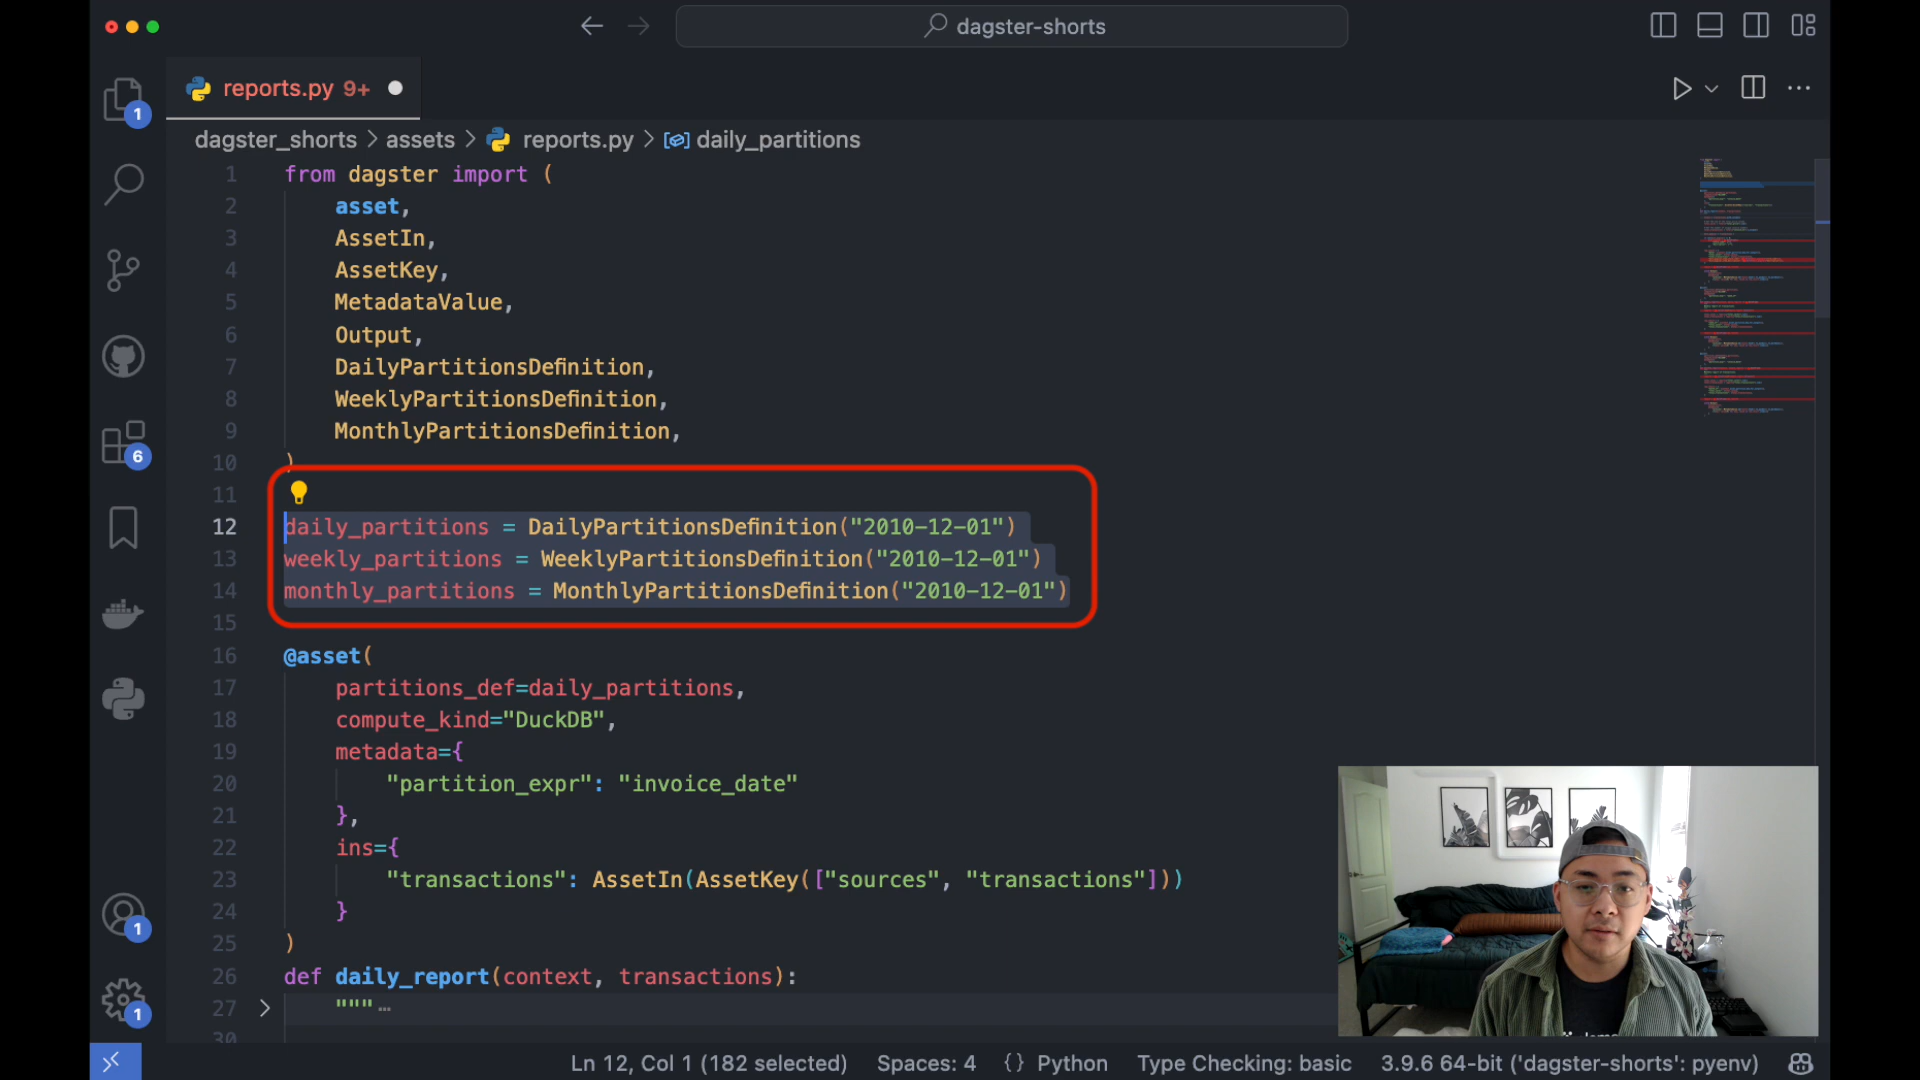 dagster-shorts
reports.py 9+
dagster_shorts > assets > reports.py > daily_partitions
1 from dagster import (
2 asset,
3 AssetIn,
4 AssetKey,
5 MetadataValue,
6 Output,
7 DailyPartitionsDefinition,
8 WeeklyPartitionsDefinition,
9 MonthlyPartitionsDefinition,
10 )
11
12 daily_partitions = DailyPartitionsDefinition("2010-12-01")
13 weekly_partitions = WeeklyPartitionsDefinition("2010-12-01")
14 monthly_partitions = MonthlyPartitionsDefinition("2010-12-01")
15
16 @asset(
17 partitions_def=daily_partitions,
18 compute_kind="DuckDB",
19 metadata={
20 "partition_expr": "invoice_date"
21 },
22 ins={
23 "transactions": AssetIn(AssetKey(["sources", "transactions"]))
24 }
25 )
26 def daily_report(context, transactions):
27 """…
30
1
6
1
1
Ln 12, Col 1 (182 selected) Spaces: 4 {} Python Type Checking: basic 3.9.6 64-bit ('dagster-shorts': pyenv)